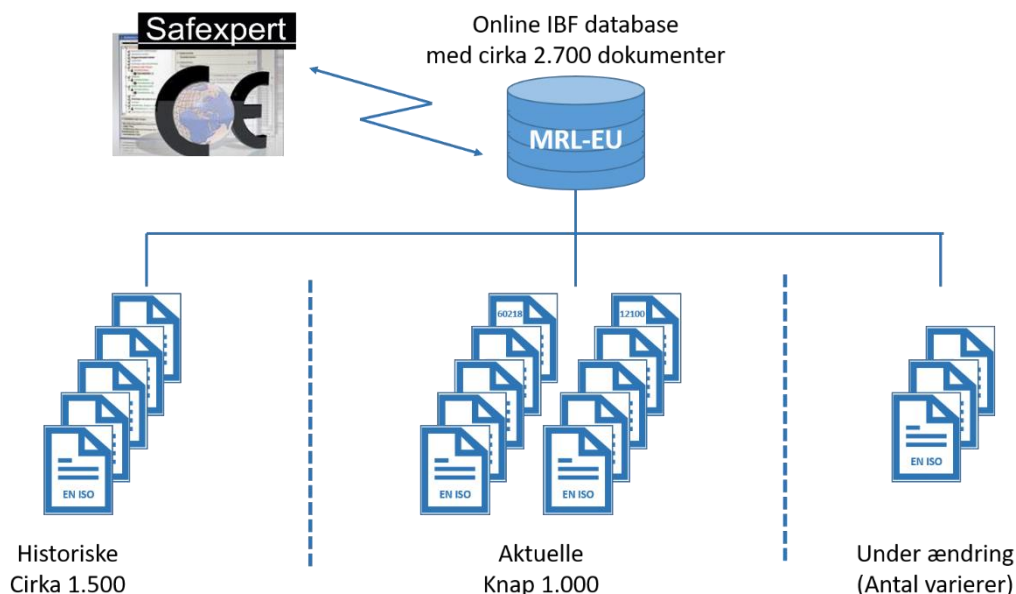 Safexpert
CE
Online IBF database
med cirka 2.700 dokumenter
MRL-EU
60218
12100
EN ISO
EN ISO
EN ISO
EN ISO
Historiske
Cirka 1.500
Aktuelle
Knap 1.000
Under ændring
(Antal varierer)